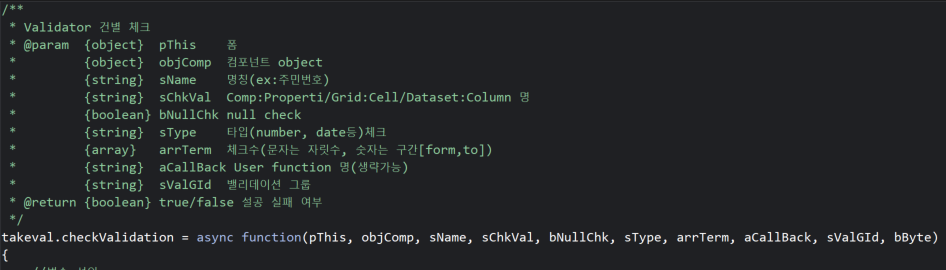 /**
 * Validator 건별 체크
 * @param  {object}  pThis    폼
 *         {object}  objComp  컴포넌트 object
 *         {string}  sName    명칭(ex:주민번호)
 *         {string}  sChkVal  Comp:Properti/Grid:Cell/Dataset:Column 명
 *         {boolean} bNullChk null check
 *         {string}  sType    타입(number, date등)체크
 *         {array}   arrTerm  체크수(문자는 자릿수, 숫자는 구간[form,to])
 *         {string}  aCallBack User function 명(생략가능)
 *         {string}  sValGId  밸리데이션 그룹
 * @return {boolean} true/false 성공 실패 여부
 */
takeval.checkValidation = async function(pThis, objComp, sName, sChkVal, bNullChk, sType, arrTerm, aCallBack, sValGId, bByte)
{